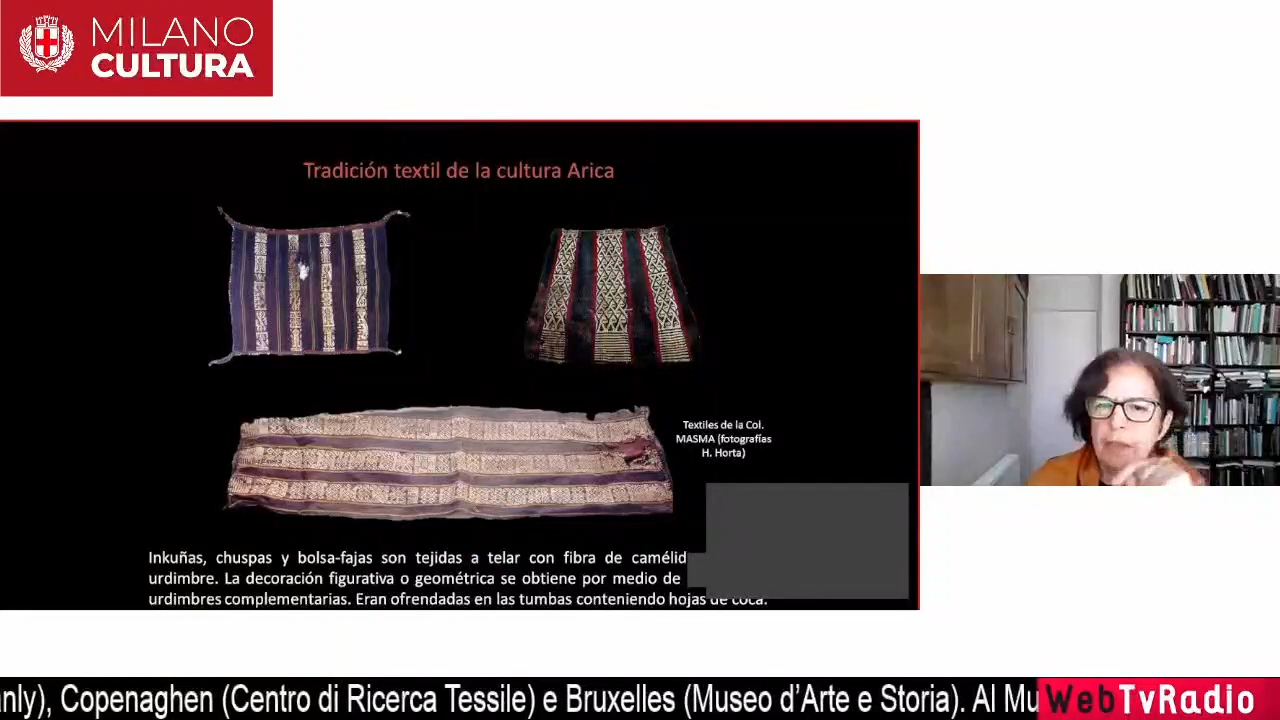 MILANO
CULTURA
Tradición textil de la cultura Arica
Textiles de la Col.
MASMA (fotografías
H. Horta)
Inkuñas, chuspas y bolsa-fajas son tejidas a telar con fibra de camélid
urdimbre. La decoración figurativa o geométrica se obtiene por medio de
urdimbres complementarias. Eran ofrendadas en las tumbas conteniendo hojas de coca.
nly), Copenaghen (Centro di Ricerca Tessile) e Bruxelles (Museo d'Arte e Storia). Al Mu
WebTvRadio